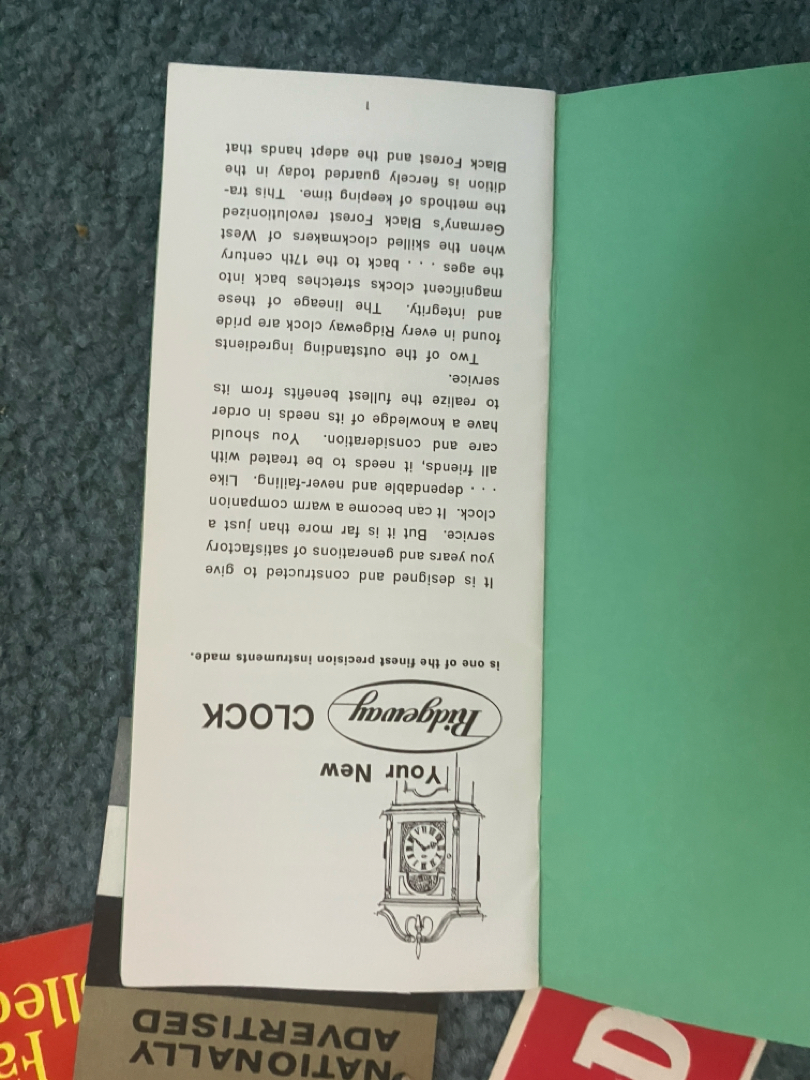 Your New
Ridgeway CLOCK
is one of the finest precision instruments made.
It is designed and constructed to give
you years and generations of satisfactory
service. But it is far more than just a
clock. It can become a warm companion
. . . dependable and never-failing. Like
all friends, it needs to be treated with
care and consideration. You should
have a knowledge of its needs in order
to realize the fullest benefits from its
service.
Two of the outstanding ingredients
found in every Ridgeway clock are pride
and integrity. The lineage of these
magnificent clocks stretches back into
the ages . . . back to the 17th century
when the skilled clockmakers of West
Germany's Black Forest revolutionized
the methods of keeping time. This tra-
dition is fiercely guarded today in the
Black Forest and the adept hands that
1
NATIONALLY
ADVERTISED
Fa
ollec
D